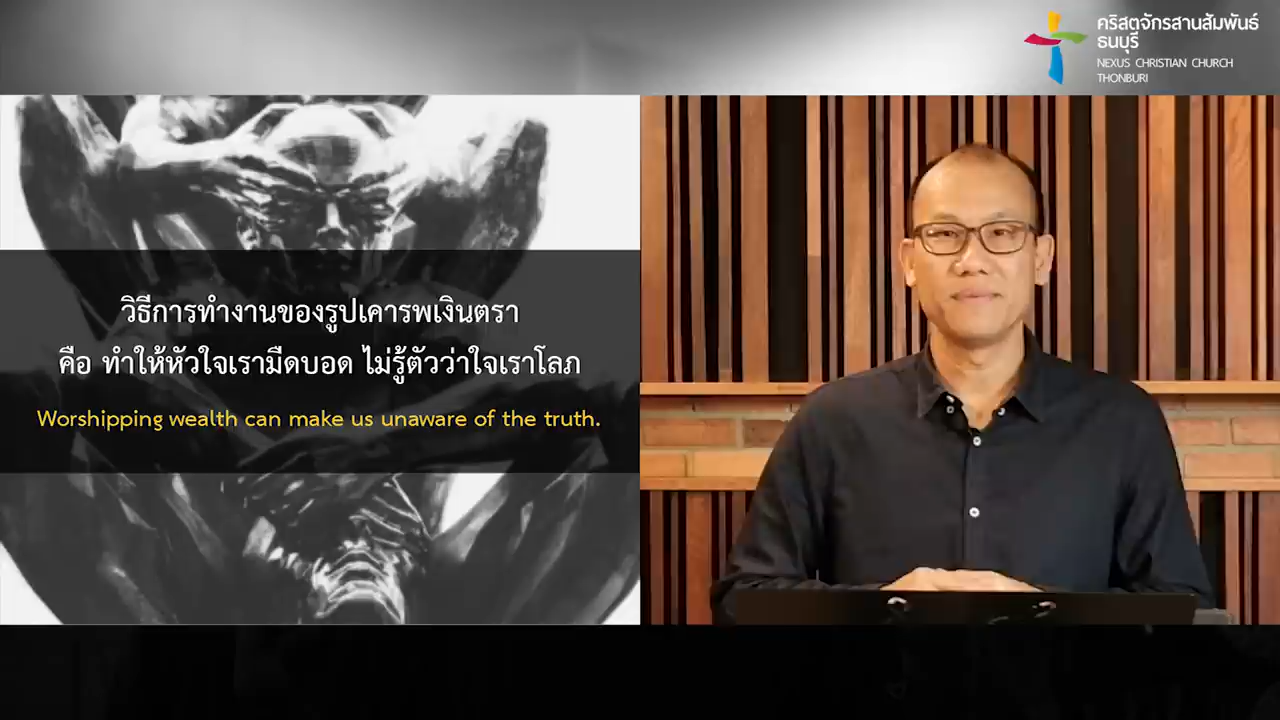 คริสตจักรสานสัมพันธ์
ธนบุรี
NEXUS CHRISTIAN CHURCH
THONBURI
วิธีการทำงานของรูปเคารพเงินตรา
คือ ทำให้หัวใจเรามืดบอด ไม่รู้ตัวว่าใจเราโลภ
Worshipping wealth can make us unaware of the truth.